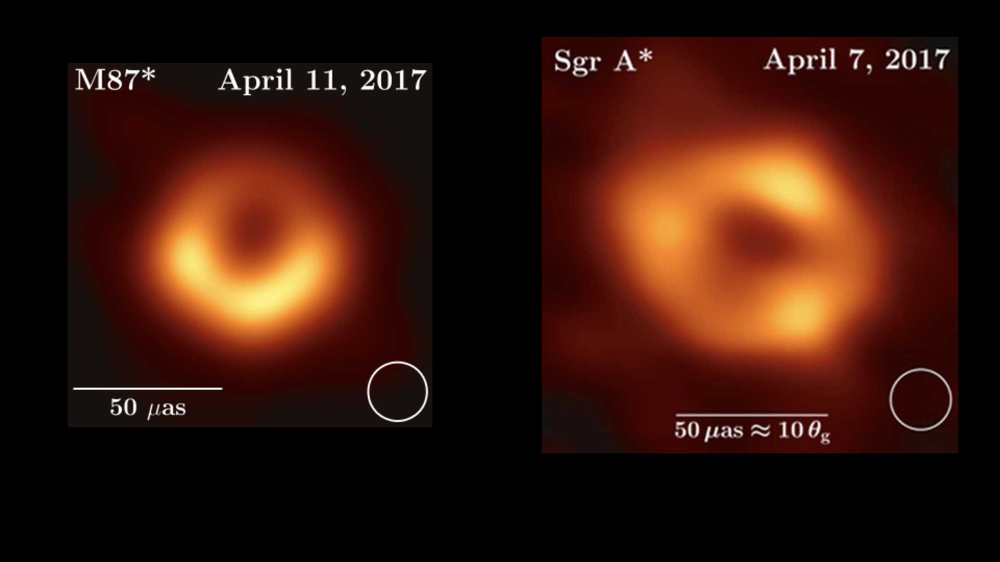 M87* April 11, 2017
50 μas
Sgr A* April 7, 2017
50 μas ≈ 10 θg